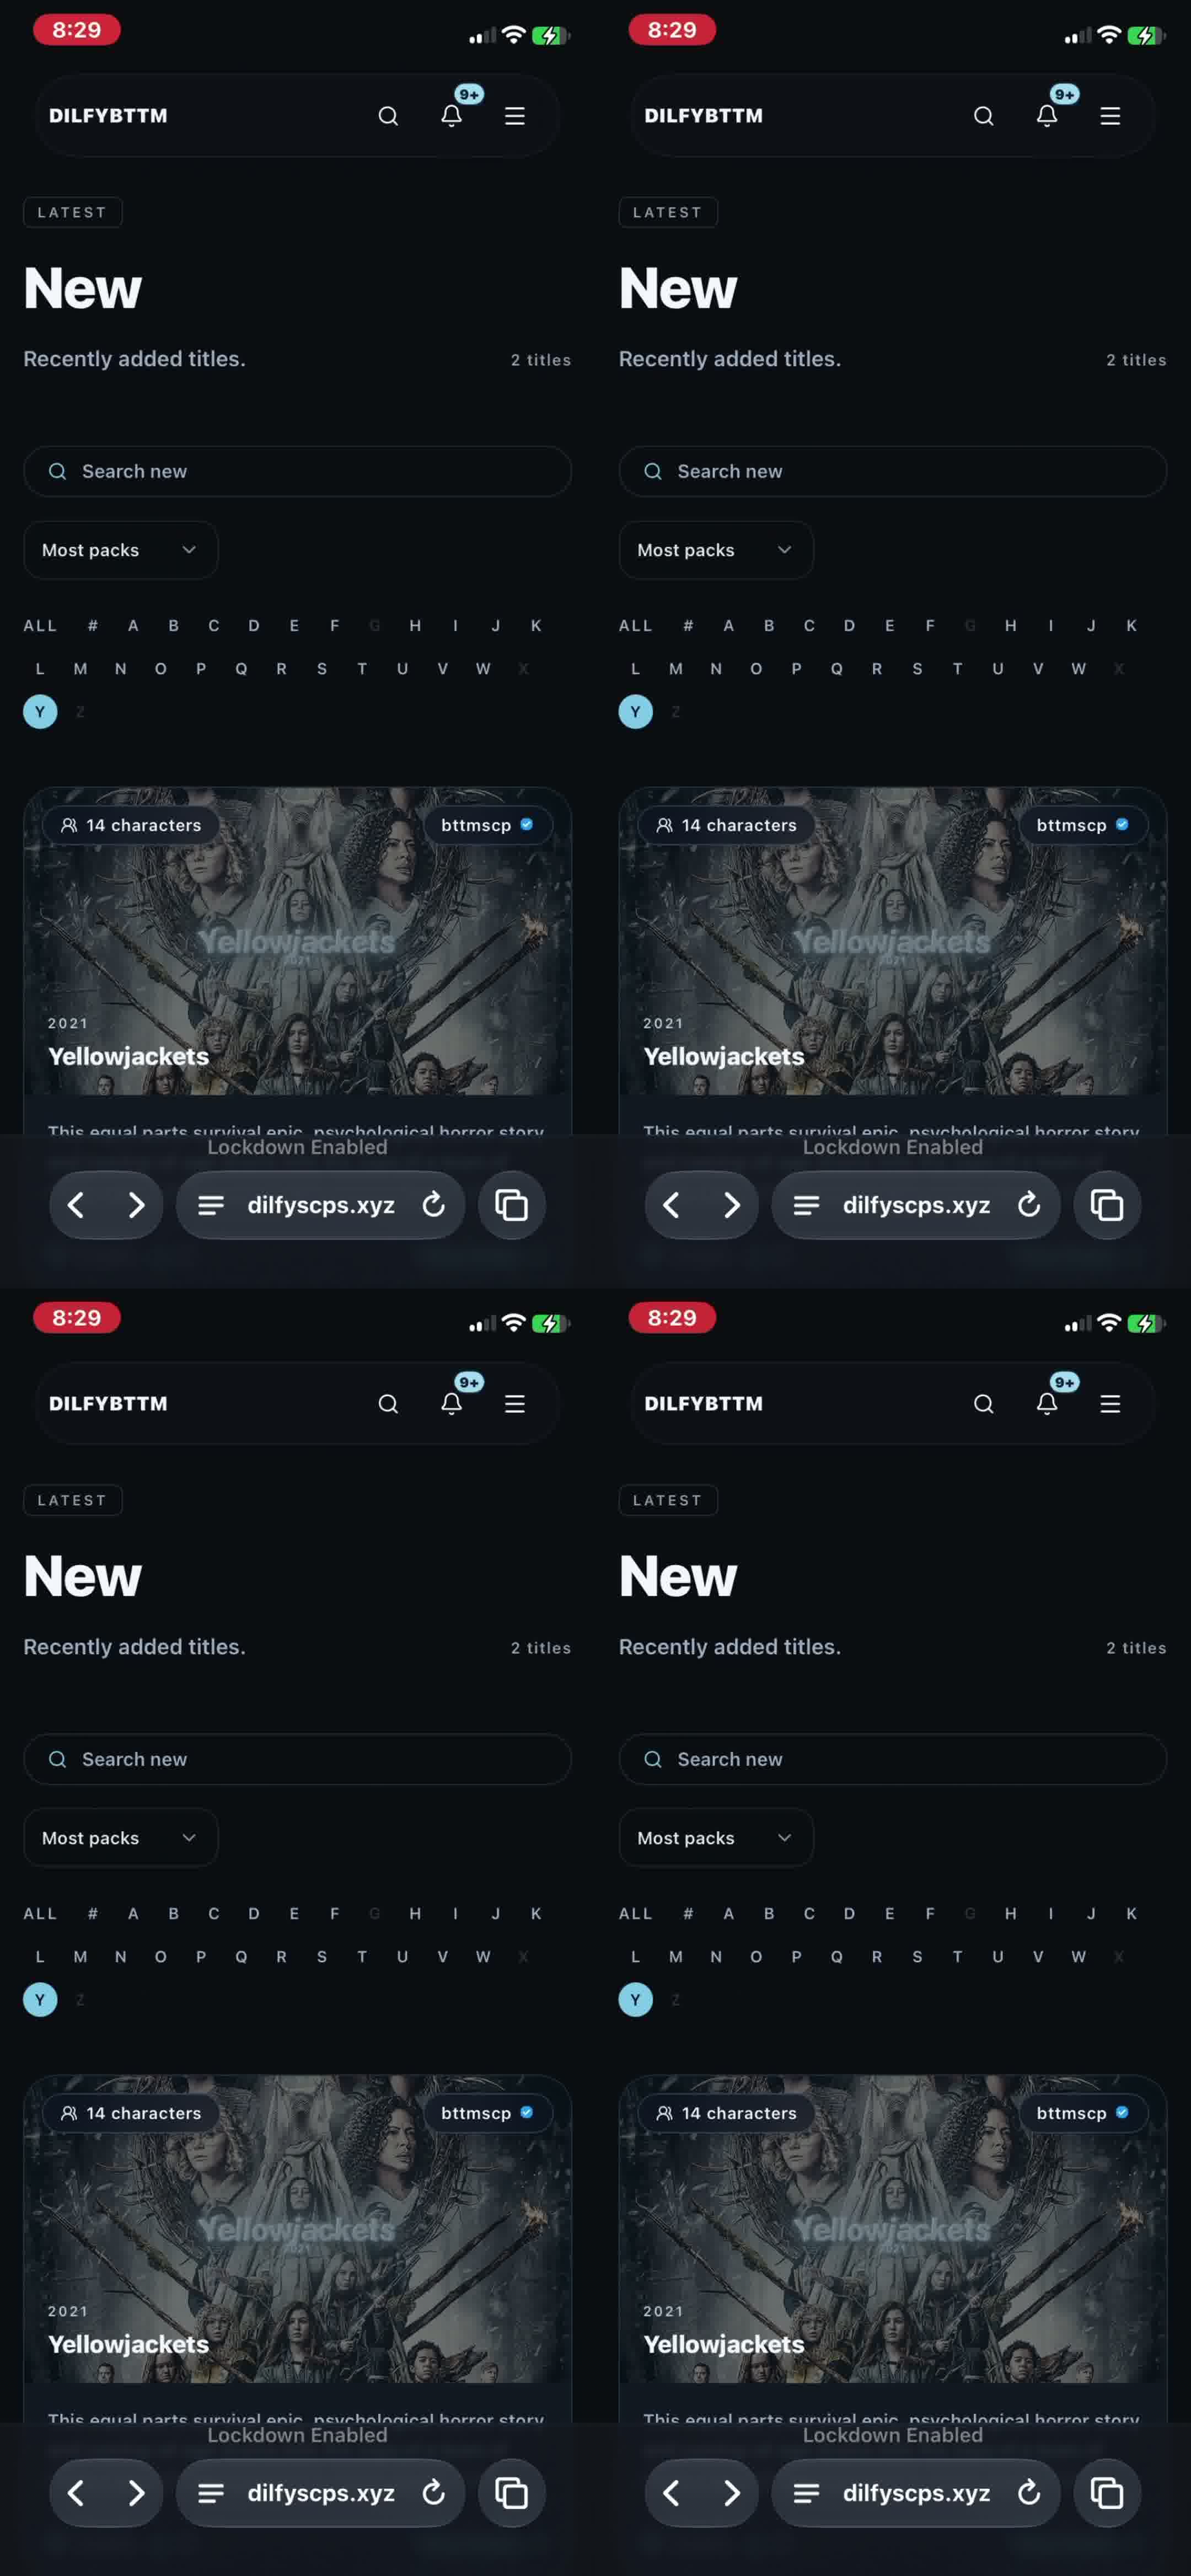 8:29
9+
DILFYBTTM
LATEST
New
Recently added titles.
2 titles
Search new
Most packs
ALL # A B C D E F G H I J K
L M N O P Q R S T U V W X
Y Z
14 characters
bttmscp
Yellowjackets
2021
2021
Yellowjackets
This equal parts survival epic, psychological horror story
Lockdown Enabled
dilfyscps.xyz
8:29
9+
DILFYBTTM
LATEST
New
Recently added titles.
2 titles
Search new
Most packs
ALL # A B C D E F G H I J K
L M N O P Q R S T U V W X
Y Z
14 characters
bttmscp
Yellowjackets
2021
2021
Yellowjackets
This equal parts survival epic, psychological horror story
Lockdown Enabled
dilfyscps.xyz
8:29
9+
DILFYBTTM
LATEST
New
Recently added titles.
2 titles
Search new
Most packs
ALL # A B C D E F G H I J K
L M N O P Q R S T U V W X
Y Z
14 characters
bttmscp
Yellowjackets
2021
2021
Yellowjackets
This equal parts survival epic, psychological horror story
Lockdown Enabled
dilfyscps.xyz
8:29
9+
DILFYBTTM
LATEST
New
Recently added titles.
2 titles
Search new
Most packs
ALL # A B C D E F G H I J K
L M N O P Q R S T U V W X
Y Z
14 characters
bttmscp
Yellowjackets
2021
2021
Yellowjackets
This equal parts survival epic, psychological horror story
Lockdown Enabled
dilfyscps.xyz